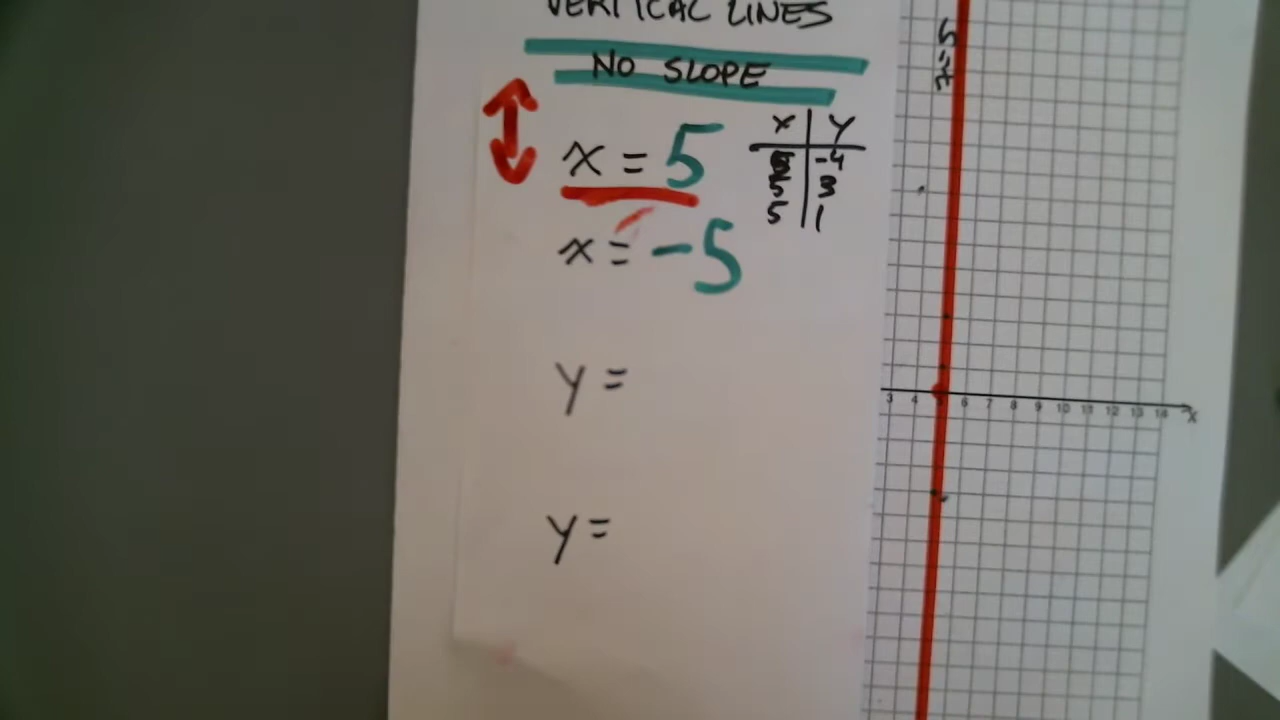 VERTICAL LINES
NO SLOPE
x = 5
x y
5 -4
5 3
5 1
x = -5
y =
y =
x=5
3 4 5 6 7 8 9 10 11 12 13 14 x